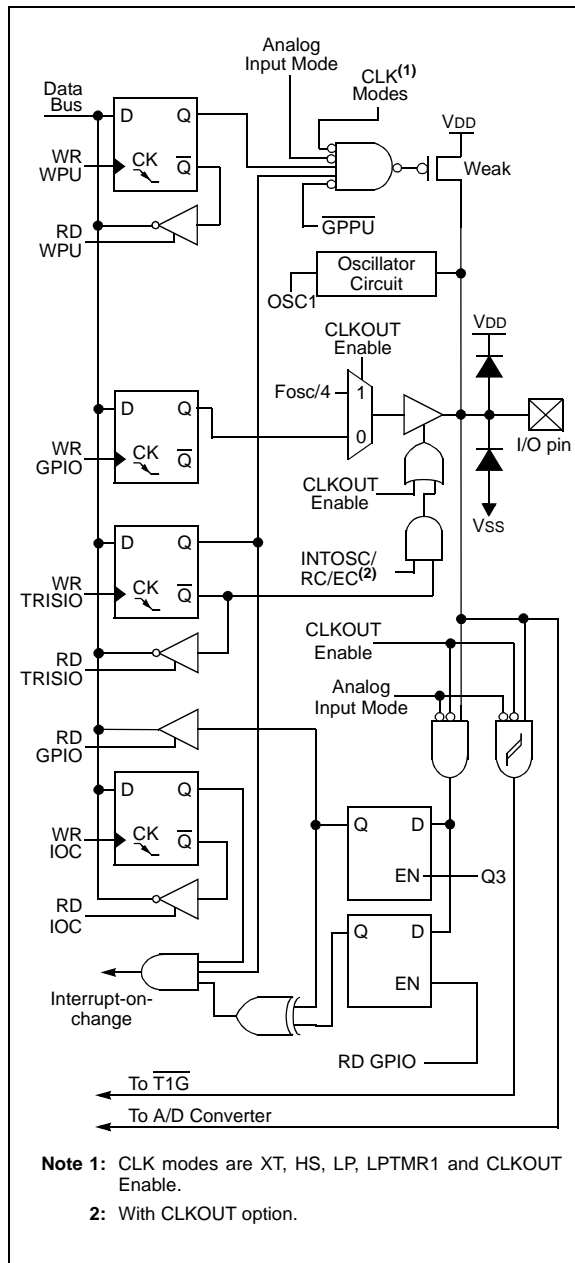 Analog
Input Mode
CLK(1)
Modes
Data
Bus
VDD
D Q
WR
WPU
CK
Q
Weak
RD
WPU
GPPU
Oscillator
Circuit
OSC1
CLKOUT
Enable
VDD
Fosc/4
1
D Q
0
I/O pin
WR
GPIO
CK
Q
CLKOUT
Enable
VSS
D Q
WR
TRISIO
CK
Q
INTOSC/
RC/EC(2)
RD
TRISIO
CLKOUT
Enable
Analog
Input Mode
RD
GPIO
D Q
WR
IOC
CK
Q
Q D
EN
Q3
RD
IOC
Q D
EN
Interrupt-on-
change
RD GPIO
To T1G
To A/D Converter
Note 1: CLK modes are XT, HS, LP, LPTMR1 and CLKOUT
Enable.
2: With CLKOUT option.